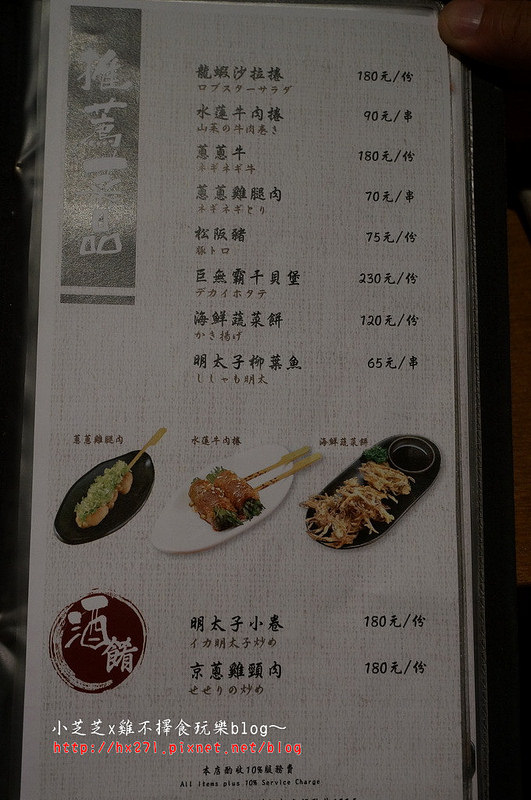 推薦一品
龍蝦沙拉捲 180元/份
ロブスターサラダ
水蓮牛肉捲 90元/串
山菜の牛肉巻き
蔥蔥牛 180元/份
ネギネギ牛
蔥蔥雞腿肉 70元/串
ネギネギとり
松阪豬 75元/份
豚トロ
巨無霸干貝堡 230元/份
デカイホタテ
海鮮蔬菜餅 120元/份
かき揚げ
明太子柳葉魚 65元/串
ししゃも明太
蔥蔥雞腿肉 水蓮牛肉捲 海鮮蔬菜餅
酒餚
明太子小卷 180元/份
イカ明太子炒め
京蔥雞頸肉 180元/份
せせりの炒め
小芝芝x雞不擇食玩樂blog～
http://hx27!.pixnet.net/blog
本店酌收10%服務費
All items plus 10% Service Charge